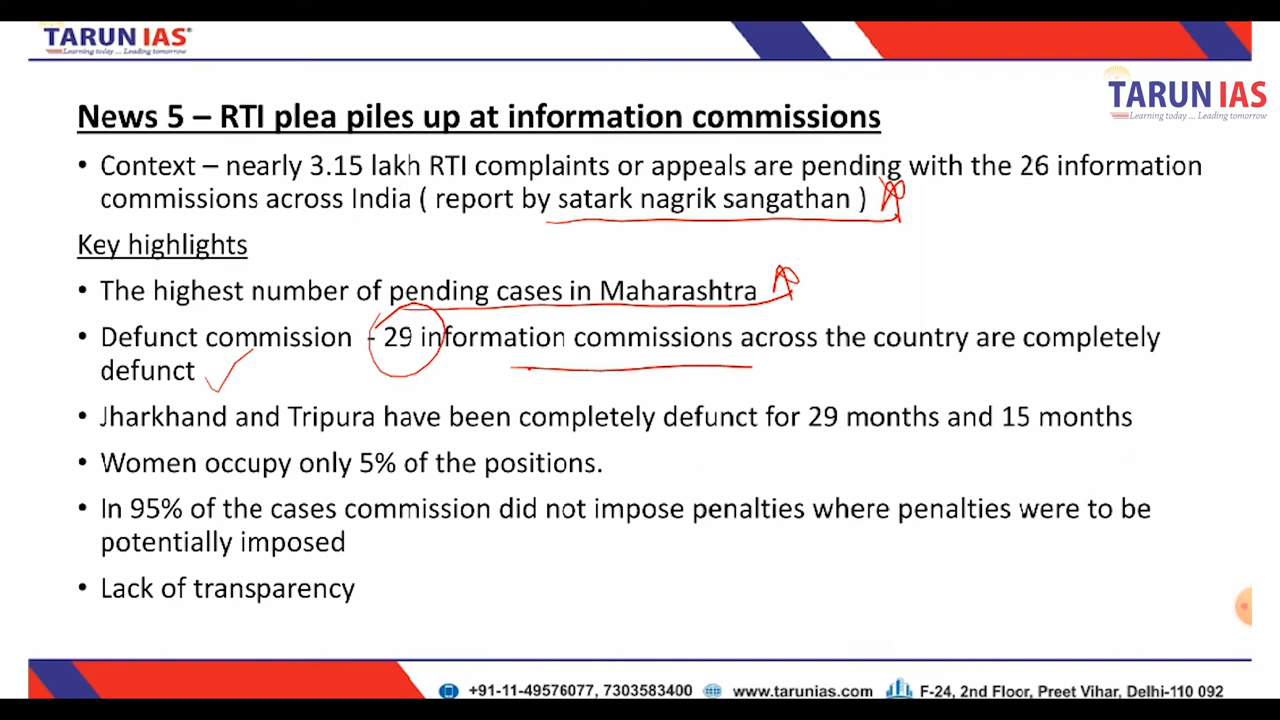 TARUN IAS
Learning today ... Leading tomorrow
TARUN IAS
Learning today ... Leading tomorrow
News 5 – RTI plea piles up at information commissions
• Context – nearly 3.15 lakh RTI complaints or appeals are pending with the 26 information
commissions across India ( report by satark nagrik sangathan )
Key highlights
• The highest number of pending cases in Maharashtra
• Defunct commission - 29 information commissions across the country are completely
defunct
• Jharkhand and Tripura have been completely defunct for 29 months and 15 months
• Women occupy only 5% of the positions.
• In 95% of the cases commission did not impose penalties where penalties were to be
potentially imposed
• Lack of transparency
+91-11-49576077, 7303583400 www.tarunias.com F-24, 2nd Floor, Preet Vihar, Delhi-110 092